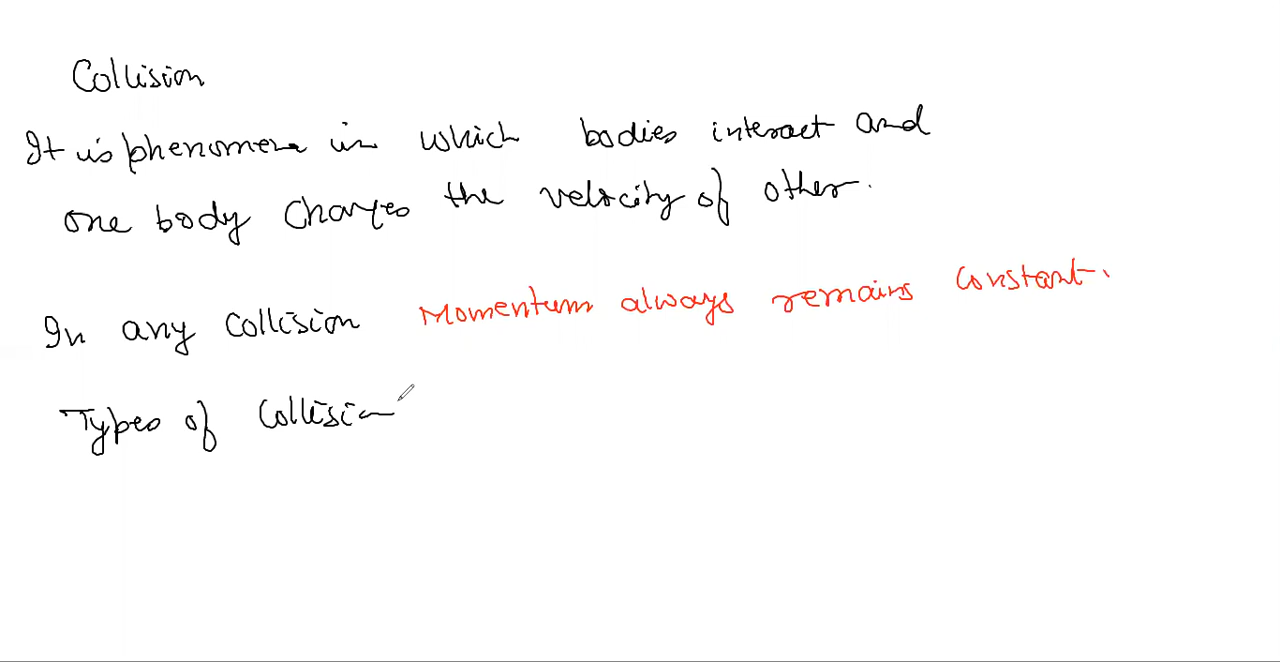 Collision
It is phenomena in which bodies interact and
one body changes the velocity of other.
In any Collision Momentum always remains constant.
Types of Collision